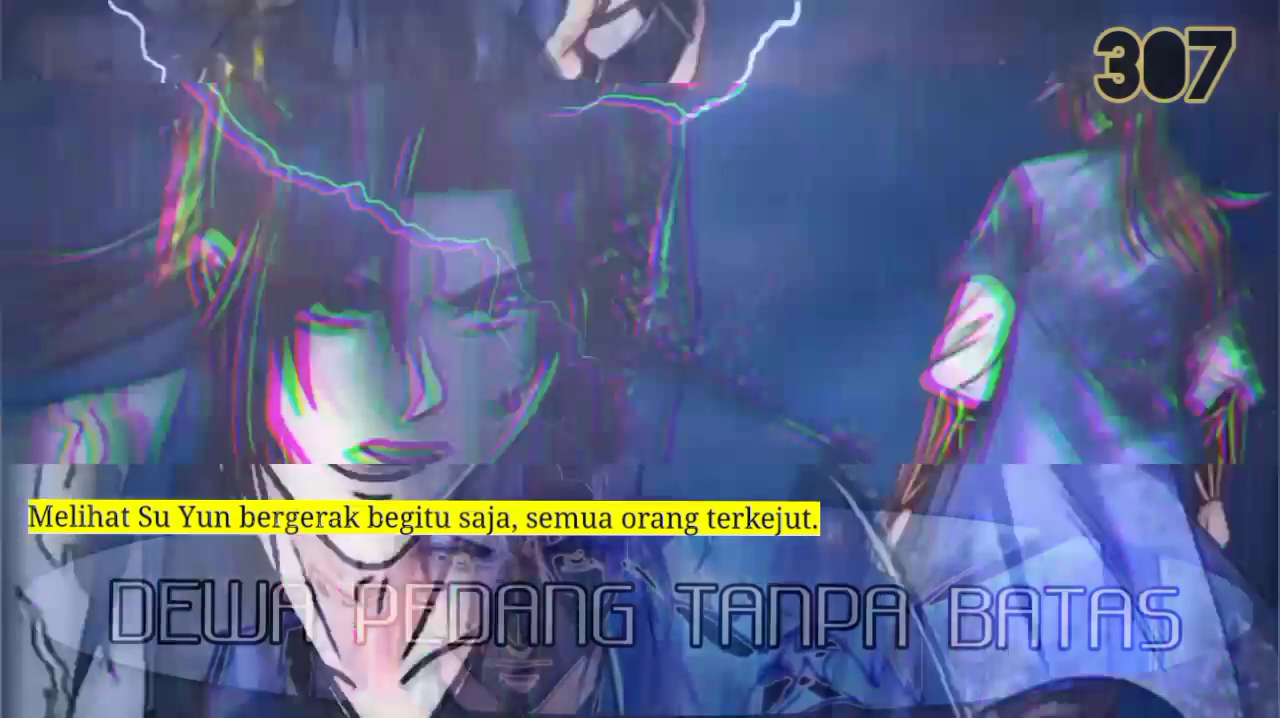 307
Melihat Su Yun bergerak begitu saja, semua orang terkejut.
DEWA PEDANG TANPA BATAS